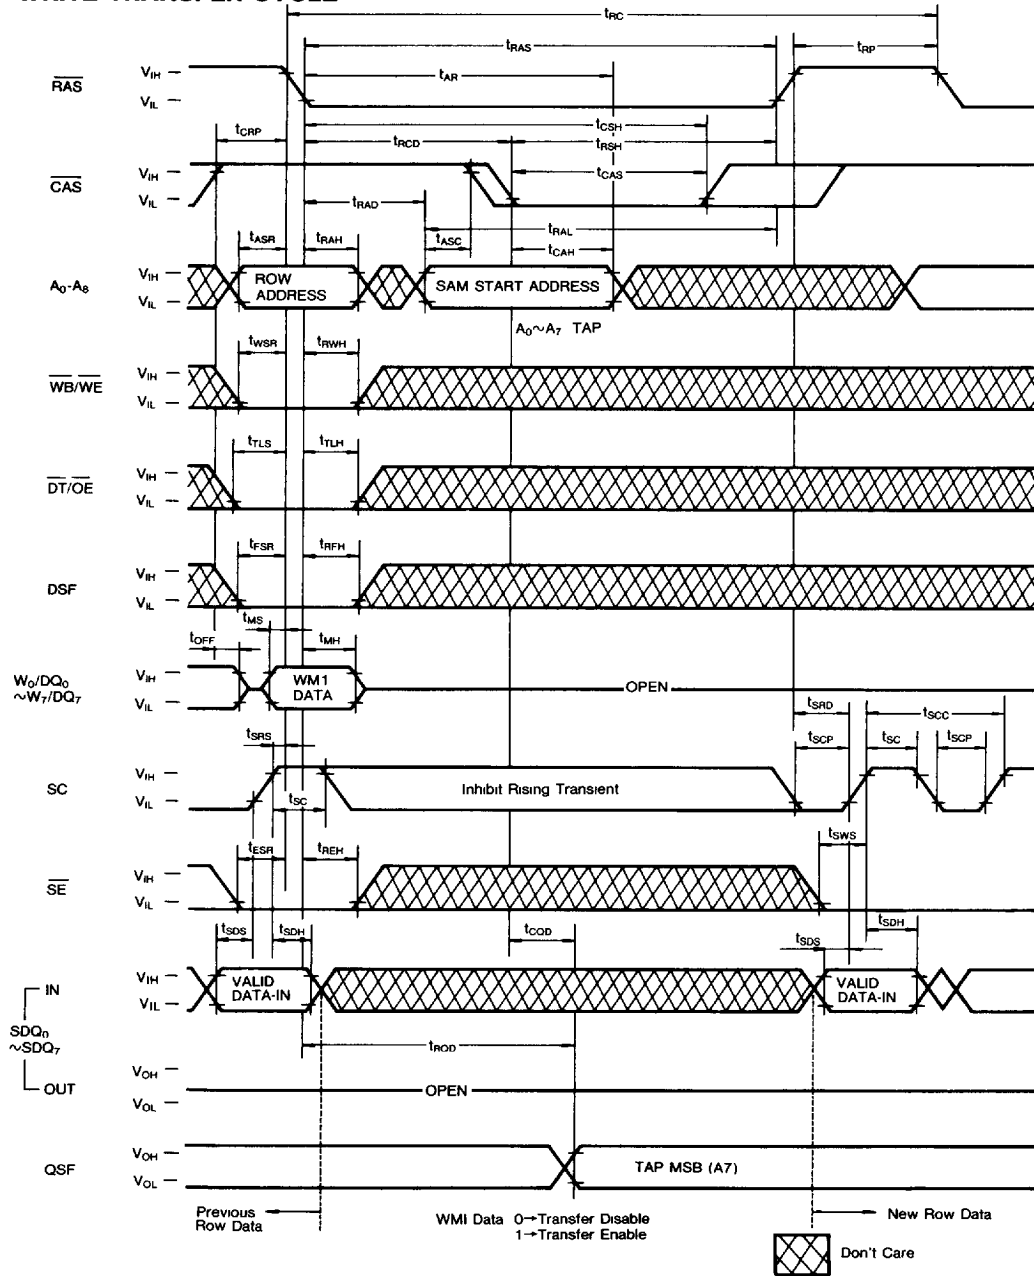 WRITE TRANSFER CYCLE
tRC
tRAS
tRP
tAR
RAS
VIH
VIL
tCRP
tCSH
tRCD
tRSH
CAS
VIH
VIL
tCAS
tRAD
tRAL
tASR
tRAH
tASC
tCAH
A0-A8
VIH
VIL
ROW ADDRESS
SAM START ADDRESS
A0~A7 TAP
tWSR
tRWH
WB/WE
VIH
VIL
tTLS
tTLH
DT/OE
VIH
VIL
tFSR
tRFH
DSF
VIH
VIL
tMS
tOFF
tMH
W0/DQ0
~W7/DQ7
VIH
VIL
WM1 DATA
OPEN
tSRD
tSCC
tSRS
tSCP
tSC
tSCP
SC
VIH
VIL
tSC
Inhibit Rising Transient
tSWS
tESR
tREH
SE
VIH
VIL
tSDS
tSDH
tCQD
tSDS
tSDH
IN
VIH
VIL
VALID DATA-IN
VALID DATA-IN
SDQ0
~SDQ7
tRQD
OUT
VOH
VOL
OPEN
QSF
VOH
VOL
TAP MSB (A7)
Previous Row Data
WMI Data 0→Transfer Disable
1→Transfer Enable
New Row Data
Don't Care